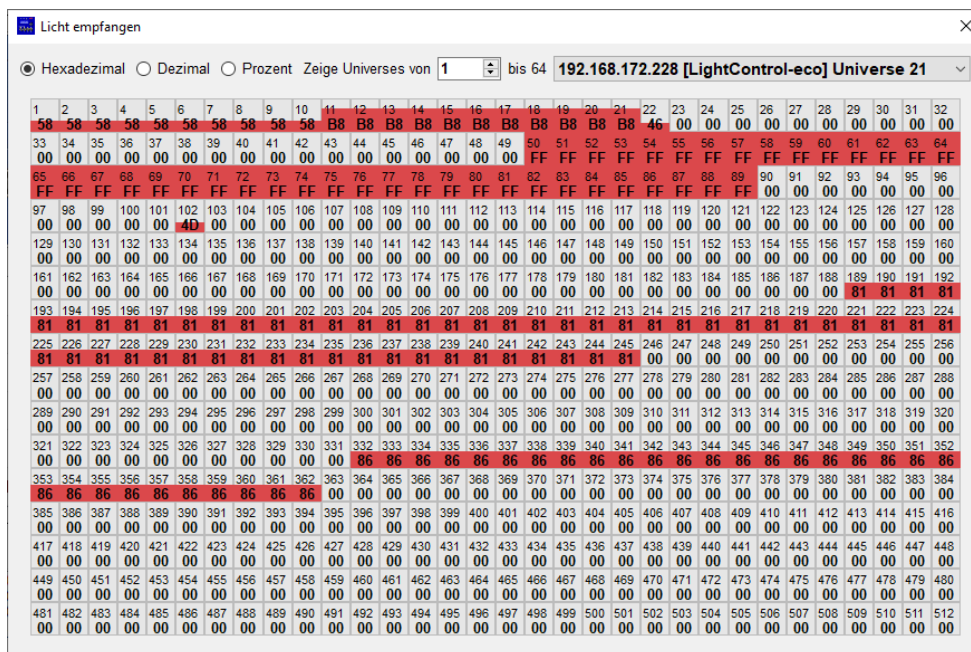 Licht empfangen
Hexadezimal Dezimal Prozent Zeige Universes von 1 bis 64 192.168.172.228 [LightControl-eco] Universe 21
1 2 3 4 5 6 7 8 9 10 11 12 13 14 15 16 17 18 19 20 21 22 23 24 25 26 27 28 29 30 31 32
58 58 58 58 58 58 58 58 58 58 B8 B8 B8 B8 B8 B8 B8 B8 B8 B8 B8 46 00 00 00 00 00 00 00 00 00 00
33 34 35 36 37 38 39 40 41 42 43 44 45 46 47 48 49 50 51 52 53 54 55 56 57 58 59 60 61 62 63 64
00 00 00 00 00 00 00 00 00 00 00 00 00 00 00 00 00 FF FF FF FF FF FF FF FF FF FF FF FF FF FF FF
65 66 67 68 69 70 71 72 73 74 75 76 77 78 79 80 81 82 83 84 85 86 87 88 89 90 91 92 93 94 95 96
FF FF FF FF FF FF FF FF FF FF FF FF FF FF FF FF FF FF FF FF FF FF FF FF FF 00 00 00 00 00 00 00
97 98 99 100 101 102 103 104 105 106 107 108 109 110 111 112 113 114 115 116 117 118 119 120 121 122 123 124 125 126 127 128
00 00 00 00 00 4D 00 00 00 00 00 00 00 00 00 00 00 00 00 00 00 00 00 00 00 00 00 00 00 00 00 00
129 130 131 132 133 134 135 136 137 138 139 140 141 142 143 144 145 146 147 148 149 150 151 152 153 154 155 156 157 158 159 160
00 00 00 00 00 00 00 00 00 00 00 00 00 00 00 00 00 00 00 00 00 00 00 00 00 00 00 00 00 00 00 00
161 162 163 164 165 166 167 168 169 170 171 172 173 174 175 176 177 178 179 180 181 182 183 184 185 186 187 188 189 190 191 192
00 00 00 00 00 00 00 00 00 00 00 00 00 00 00 00 00 00 00 00 00 00 00 00 00 00 00 00 81 81 81 81
193 194 195 196 197 198 199 200 201 202 203 204 205 206 207 208 209 210 211 212 213 214 215 216 217 218 219 220 221 222 223 224
81 81 81 81 81 81 81 81 81 81 81 81 81 81 81 81 81 81 81 81 81 81 81 81 81 81 81 81 81 81 81 81
225 226 227 228 229 230 231 232 233 234 235 236 237 238 239 240 241 242 243 244 245 246 247 248 249 250 251 252 253 254 255 256
81 81 81 81 81 81 81 81 81 81 81 81 81 81 81 81 81 81 81 81 81 00 00 00 00 00 00 00 00 00 00 00
257 258 259 260 261 262 263 264 265 266 267 268 269 270 271 272 273 274 275 276 277 278 279 280 281 282 283 284 285 286 287 288
00 00 00 00 00 00 00 00 00 00 00 00 00 00 00 00 00 00 00 00 00 00 00 00 00 00 00 00 00 00 00 00
289 290 291 292 293 294 295 296 297 298 299 300 301 302 303 304 305 306 307 308 309 310 311 312 313 314 315 316 317 318 319 320
00 00 00 00 00 00 00 00 00 00 00 00 00 00 00 00 00 00 00 00 00 00 00 00 00 00 00 00 00 00 00 00
321 322 323 324 325 326 327 328 329 330 331 332 333 334 335 336 337 338 339 340 341 342 343 344 345 346 347 348 349 350 351 352
00 00 00 00 00 00 00 00 00 00 00 86 86 86 86 86 86 86 86 86 86 86 86 86 86 86 86 86 86 86 86 86
353 354 355 356 357 358 359 360 361 362 363 364 365 366 367 368 369 370 371 372 373 374 375 376 377 378 379 380 381 382 383 384
86 86 86 86 86 86 86 86 86 86 00 00 00 00 00 00 00 00 00 00 00 00 00 00 00 00 00 00 00 00 00 00
385 386 387 388 389 390 391 392 393 394 395 396 397 398 399 400 401 402 403 404 405 406 407 408 409 410 411 412 413 414 415 416
00 00 00 00 00 00 00 00 00 00 00 00 00 00 00 00 00 00 00 00 00 00 00 00 00 00 00 00 00 00 00 00
417 418 419 420 421 422 423 424 425 426 427 428 429 430 431 432 433 434 435 436 437 438 439 440 441 442 443 444 445 446 447 448
00 00 00 00 00 00 00 00 00 00 00 00 00 00 00 00 00 00 00 00 00 00 00 00 00 00 00 00 00 00 00 00
449 450 451 452 453 454 455 456 457 458 459 460 461 462 463 464 465 466 467 468 469 470 471 472 473 474 475 476 477 478 479 480
00 00 00 00 00 00 00 00 00 00 00 00 00 00 00 00 00 00 00 00 00 00 00 00 00 00 00 00 00 00 00 00
481 482 483 484 485 486 487 488 489 490 491 492 493 494 495 496 497 498 499 500 501 502 503 504 505 506 507 508 509 510 511 512
00 00 00 00 00 00 00 00 00 00 00 00 00 00 00 00 00 00 00 00 00 00 00 00 00 00 00 00 00 00 00 00